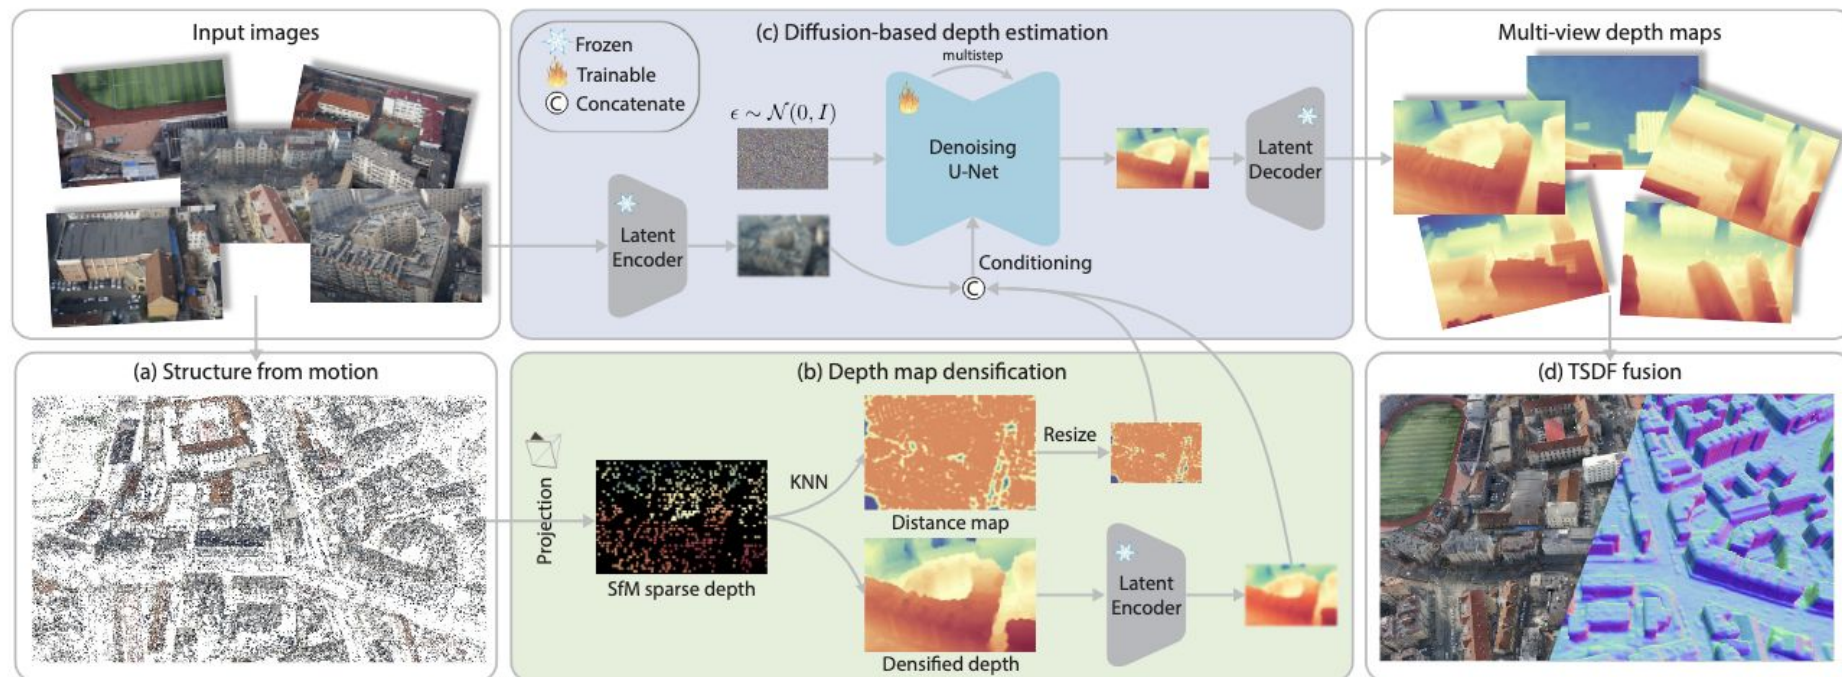 Input images
(c) Diffusion-based depth estimation
Frozen
Trainable
C Concatenate
multistep
ϵ ∼ N(0, I)
Denoising
U-Net
Latent
Encoder
Conditioning
C
Latent
Decoder
Multi-view depth maps
(a) Structure from motion
(b) Depth map densification
Projection
SfM sparse depth
KNN
Distance map
Resize
Densified depth
Latent
Encoder
(d) TSDF fusion